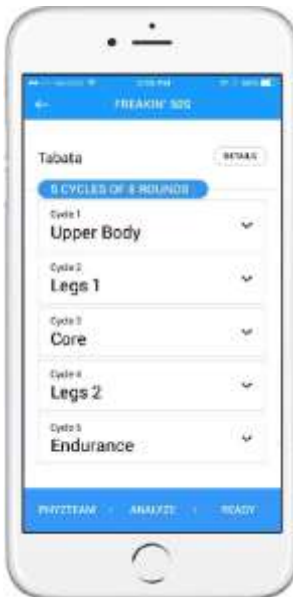 FREAKIN' 50S
Tabata
DETAILS
5 CYCLES OF 8 ROUNDS
Cycle 1
Upper Body
Cycle 2
Legs 1
Cycle 3
Core
Cycle 4
Legs 2
Cycle 5
Endurance
PHYZTEAM
ANALYZE
READY